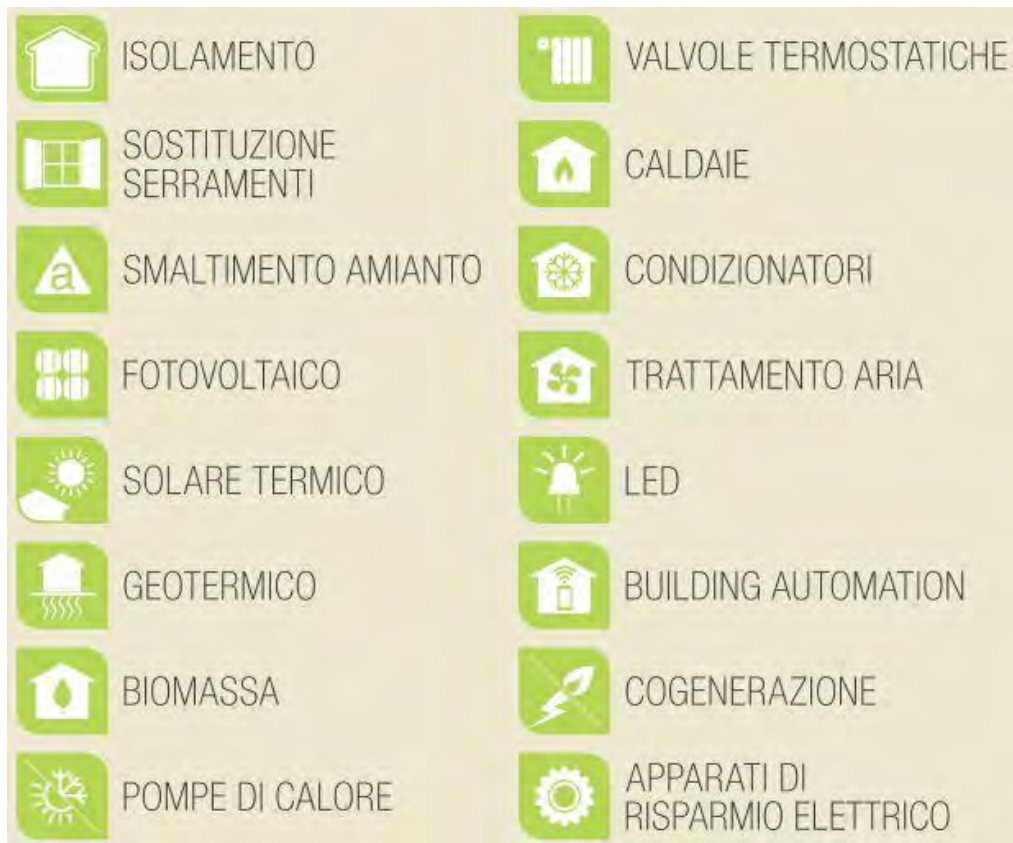 ISOLAMENTO
SOSTITUZIONE
SERRAMENTI
a
SMALTIMENTO AMIANTO
FOTOVOLTAICO
SOLARE TERMICO
GEOTERMICO
BIOMASSA
POMPE DI CALORE
VALVOLE TERMOSTATICHE
CALDAIE
CONDIZIONATORI
TRATTAMENTO ARIA
LED
BUILDING AUTOMATION
COGENERAZIONE
APPARATI DI
RISPARMIO ELETTRICO